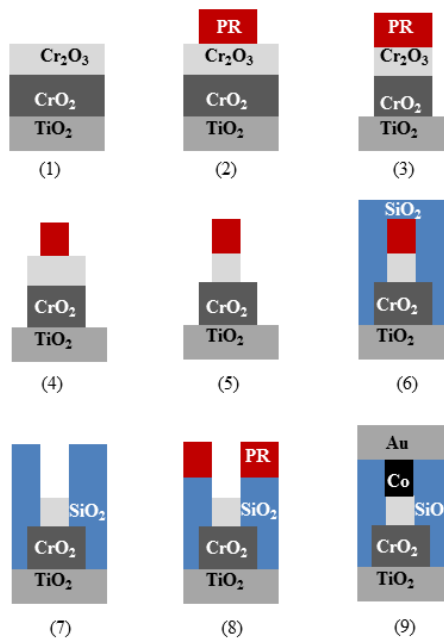 PR PR
Cr₂O₃ Cr₂O₃ Cr₂O₃
CrO₂ CrO₂ CrO₂
TiO₂ TiO₂ TiO₂
(1) (2) (3)
SiO₂
CrO₂ CrO₂ CrO₂
TiO₂ TiO₂ TiO₂
(4) (5) (6)
Au
PR
Co
SiO₂ SiO₂ SiO
CrO₂ CrO₂ CrO₂
TiO₂ TiO₂ TiO₂
(7) (8) (9)